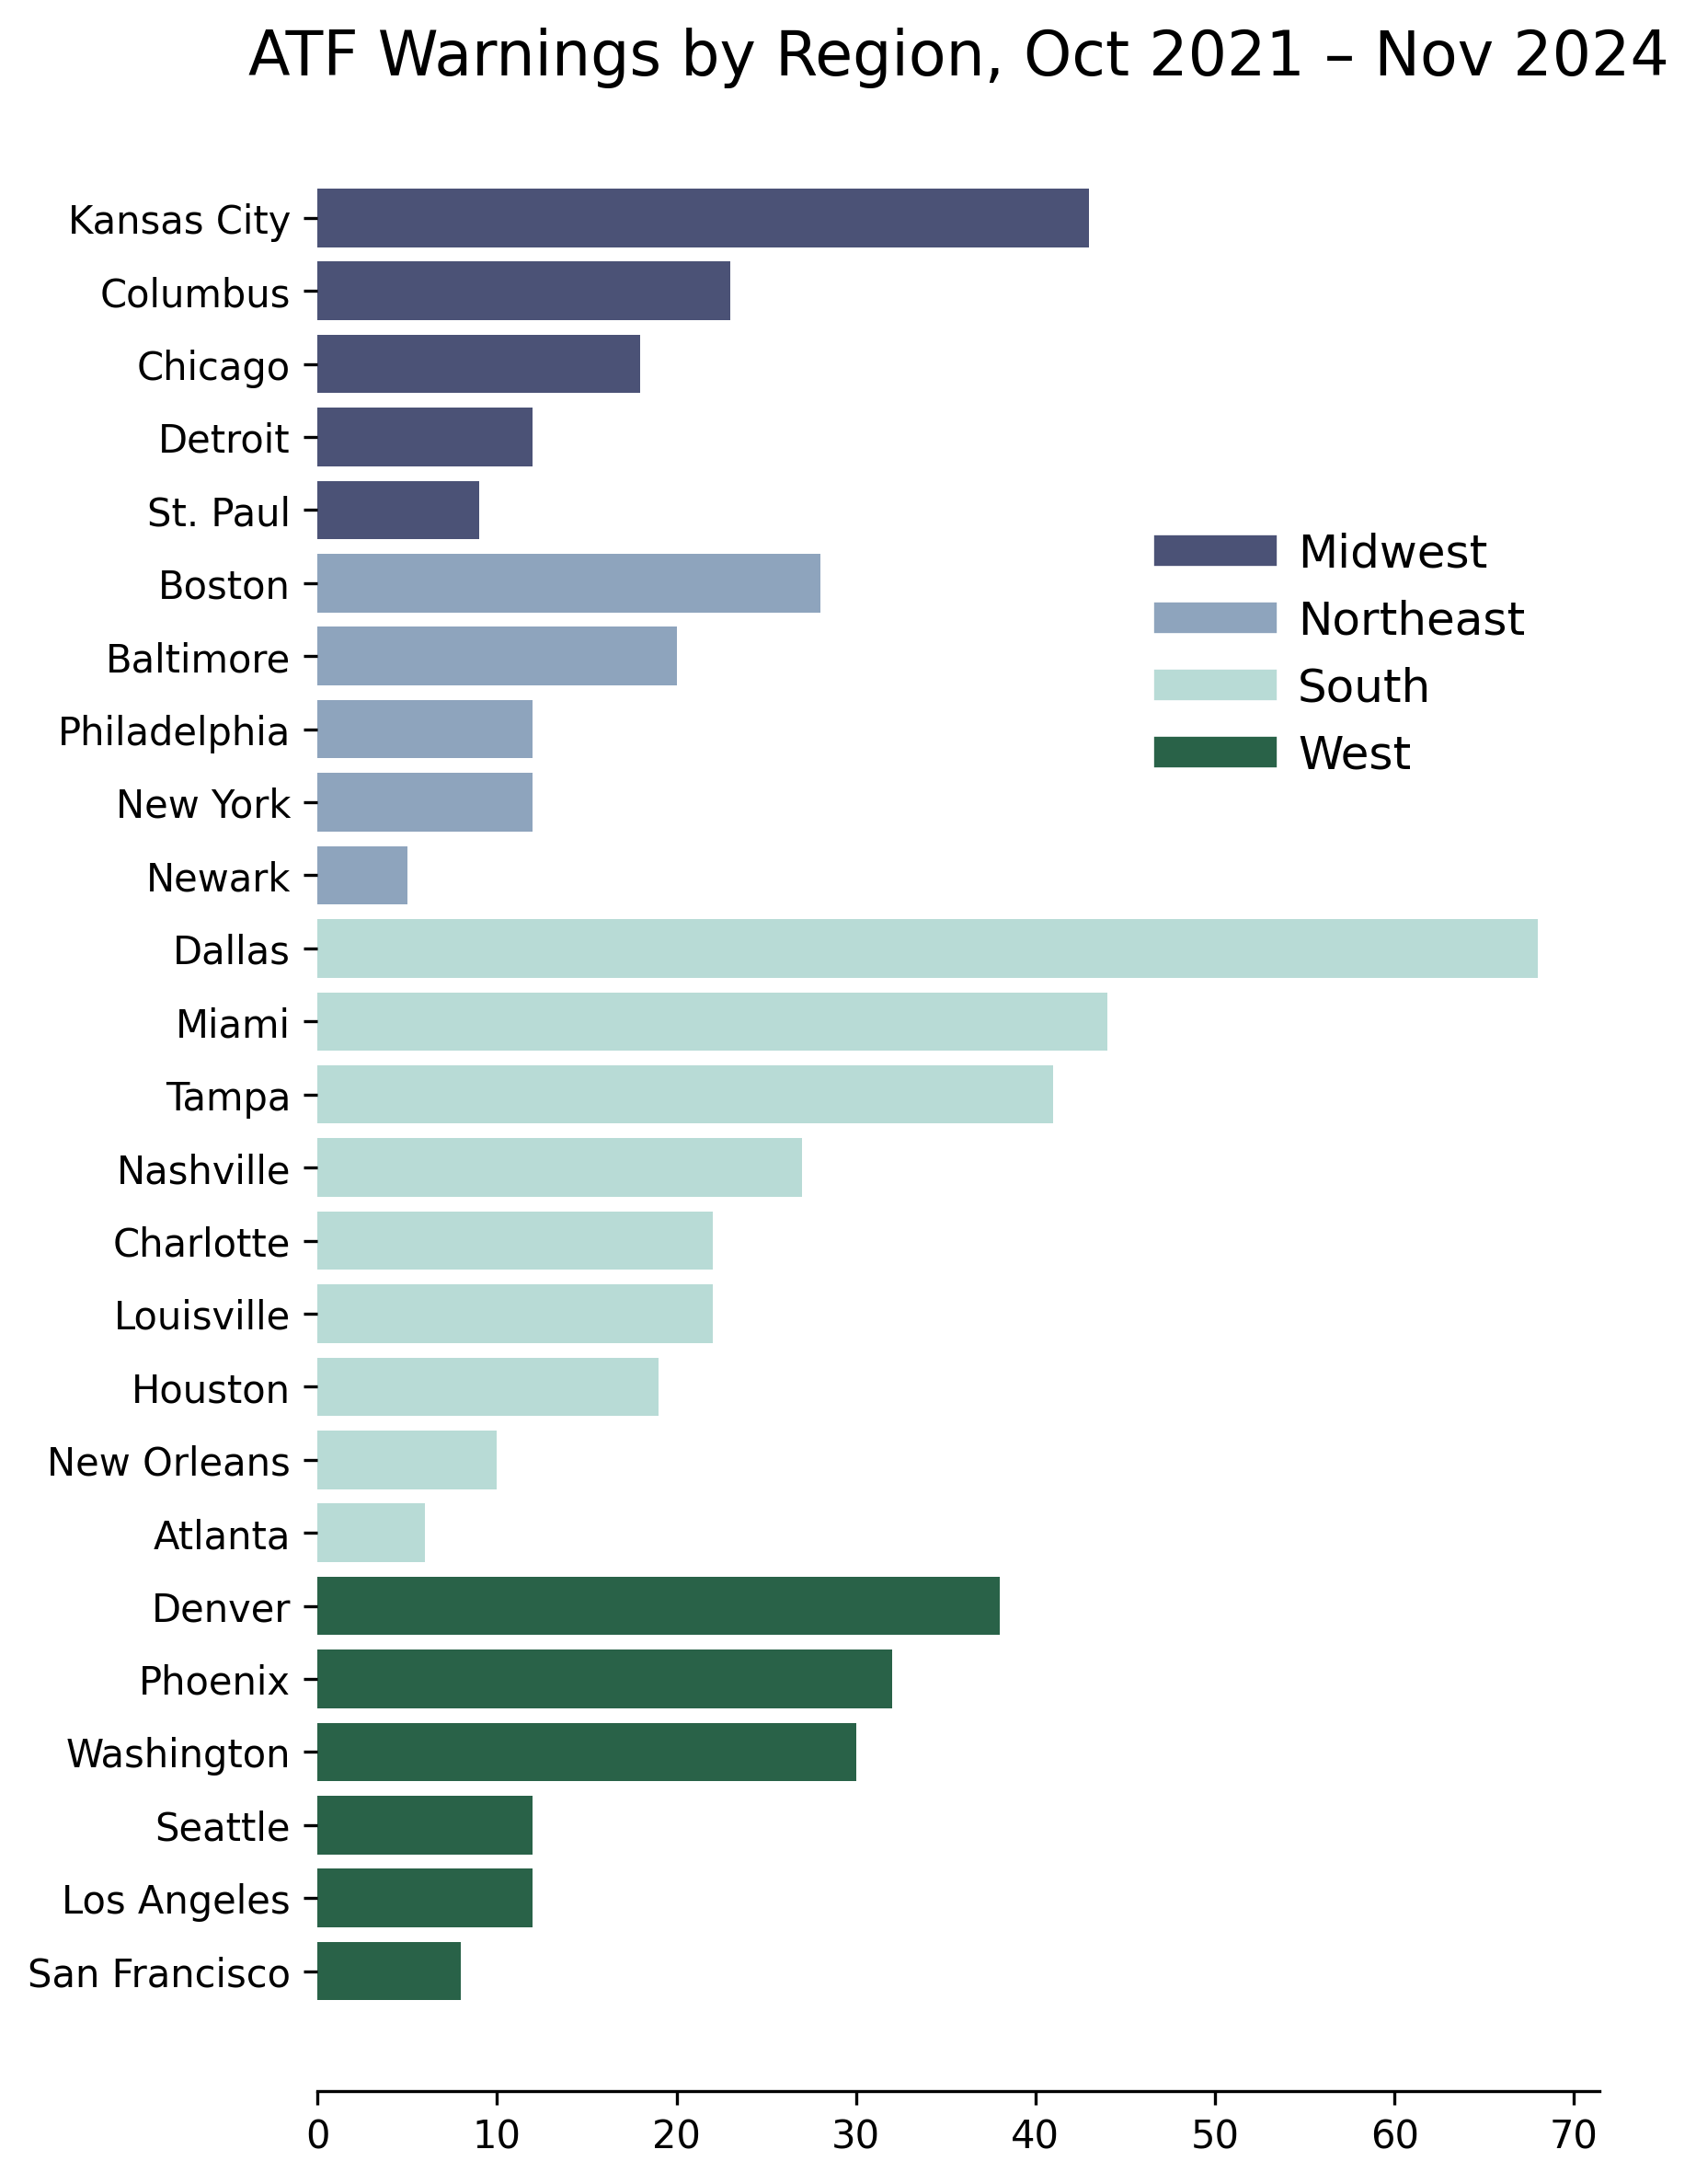 ATF Warnings by Region, Oct 2021 – Nov 2024
Kansas City
Columbus
Chicago
Detroit
St. Paul
Boston
Baltimore
Philadelphia
New York
Newark
Dallas
Miami
Tampa
Nashville
Charlotte
Louisville
Houston
New Orleans
Atlanta
Denver
Phoenix
Washington
Seattle
Los Angeles
San Francisco
Midwest
Northeast
South
West
0 10 20 30 40 50 60 70